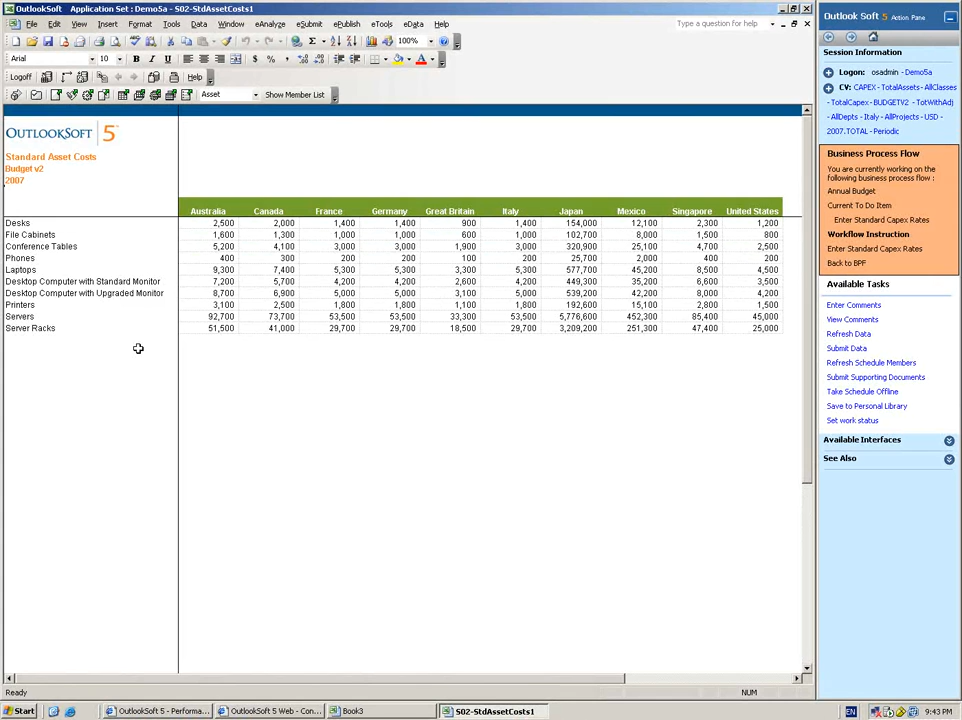 OutlookSoft Application Set : Demo5a - S02-StdAssetCosts1
File Edit View Insert Format Tools Data Window eAnalyze eSubmit ePublish eTools eData Help
Type a question for help
100%
Arial 10 B I U $ % ,
Logoff Help
Asset Show Member List
OUTLOOKSOFT 5
Standard Asset Costs
Budget v2
2007
Australia Canada France Germany Great Britain Italy Japan Mexico Singapore United States
Desks 2,500 2,000 1,400 1,400 900 1,400 154,000 12,100 2,300 1,200
File Cabinets 1,600 1,300 1,000 1,000 600 1,000 102,700 8,000 1,500 800
Conference Tables 5,200 4,100 3,000 3,000 1,900 3,000 320,900 25,100 4,700 2,500
Phones 400 300 200 200 100 200 25,700 2,000 400 200
Laptops 9,300 7,400 5,300 5,300 3,300 5,300 577,700 45,200 8,500 4,500
Desktop Computer with Standard Monitor 7,200 5,700 4,200 4,200 2,600 4,200 449,300 35,200 6,600 3,500
Desktop Computer with Upgraded Monitor 8,700 6,900 5,000 5,000 3,100 5,000 539,200 42,200 8,000 4,200
Printers 3,100 2,500 1,800 1,800 1,100 1,800 192,600 15,100 2,800 1,500
Servers 92,700 73,700 53,500 53,500 33,300 53,500 5,776,600 452,300 85,400 45,000
Server Racks 51,500 41,000 29,700 29,700 18,500 29,700 3,209,200 251,300 47,400 25,000
Ready
NUM
Outlook Soft 5 Action Pane
Session Information
Logon: osadmin - Demo5a
CV: CAPEX - TotalAssets - AllClasses
- TotalCapex - BUDGETV2 - TotWithAdj
- AllDepts - Italy - AllProjects - USD -
2007.TOTAL - Periodic
Business Process Flow
You are currently working on the
following business process flow :
Annual Budget
Current To Do Item
Enter Standard Capex Rates
Workflow Instruction
Enter Standard Capex Rates
Back to BPF
Available Tasks
Enter Comments
View Comments
Refresh Data
Submit Data
Refresh Schedule Members
Submit Supporting Documents
Take Schedule Offline
Save to Personal Library
Set work status
Available Interfaces
See Also
Start
OutlookSoft 5 - Performa...
OutlookSoft 5 Web - Con...
Book3
S02-StdAssetCosts1
EN
9:43 PM